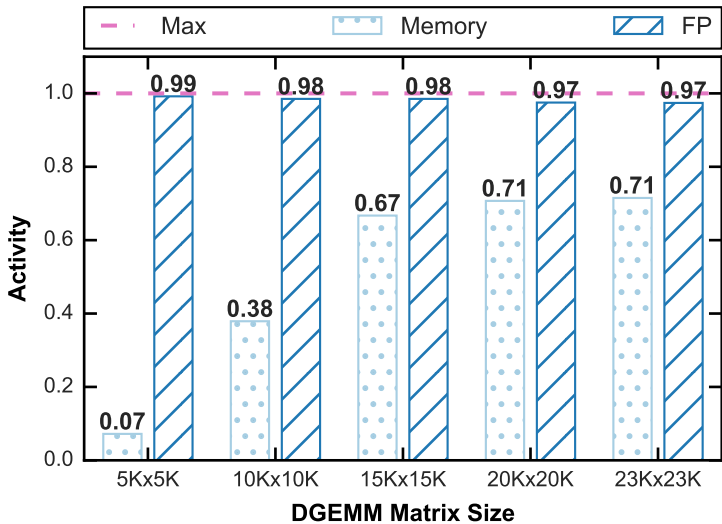 Max Memory FP
0.99 0.98 0.98 0.97 0.97
1.0
0.8
0.71 0.71
0.67
0.6
0.4
0.38
0.2
0.07
0.0
Activity
5Kx5K 10Kx10K 15Kx15K 20Kx20K 23Kx23K
DGEMM Matrix Size